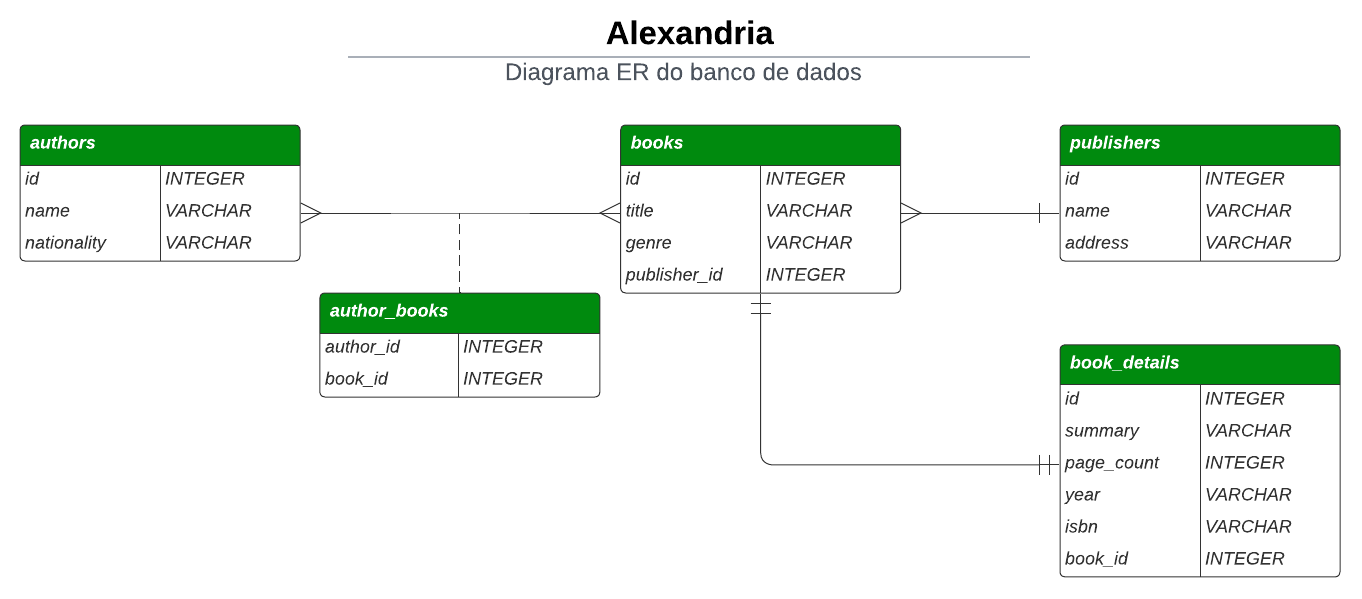 Alexandria
Diagrama ER do banco de dados
authors
id INTEGER
name VARCHAR
nationality VARCHAR
books
id INTEGER
title VARCHAR
genre VARCHAR
publisher_id INTEGER
publishers
id INTEGER
name VARCHAR
address VARCHAR
author_books
author_id INTEGER
book_id INTEGER
book_details
id INTEGER
summary VARCHAR
page_count INTEGER
year VARCHAR
isbn VARCHAR
book_id INTEGER